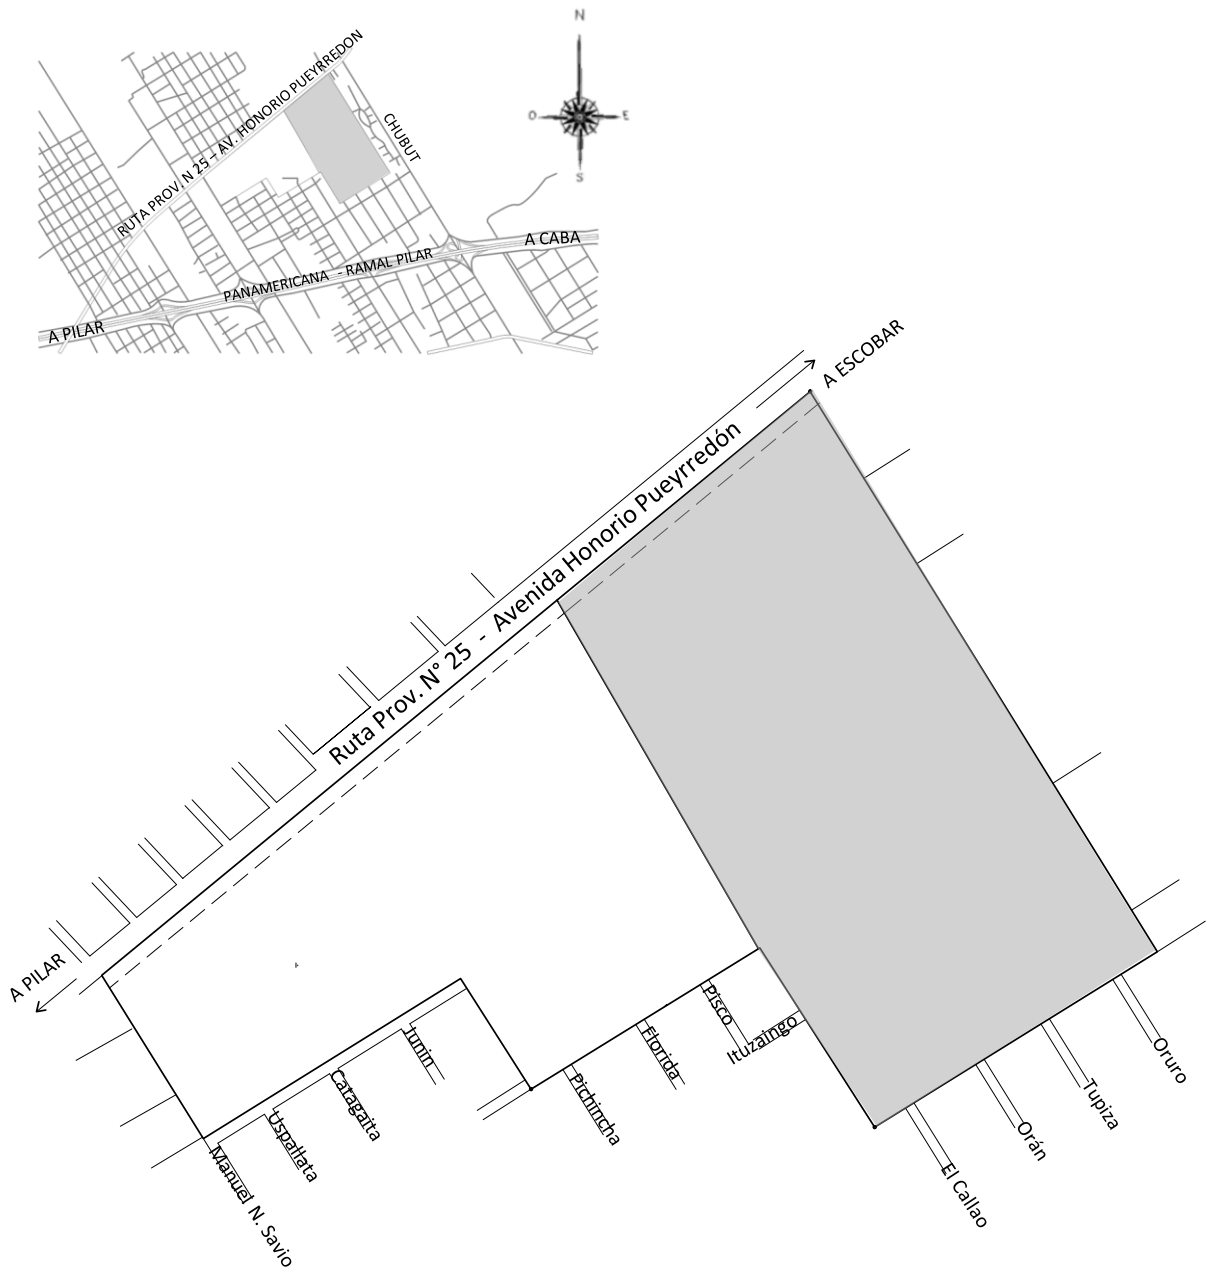 N
O
E
S
RUTA PROV. N 25 – AV. HONORIO PUEYRREDON
CHUBUT
A CABA
PANAMERICANA - RAMAL PILAR
A PILAR
A ESCOBAR
Ruta Prov. N° 25 - Avenida Honorio Pueyrredón
A PILAR
A
Junin
Catagaita
Uspallata
Manuel N. Savio
Pisco
Ituzaingo
Florida
Pichincha
Oruro
Tupiza
Orán
El Callao